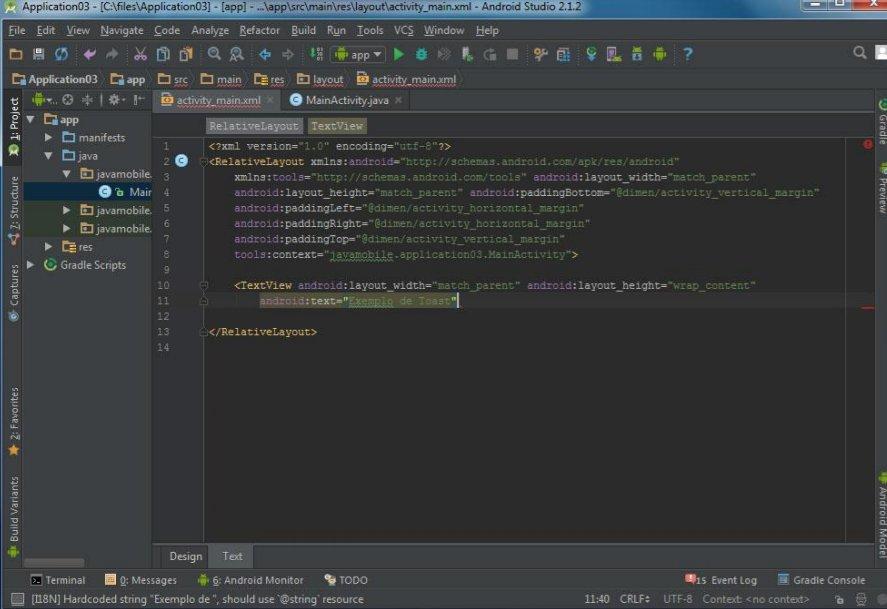 Application03 - [C:\files\Application03] - [app] - ...\app\src\main\res\layout\activity_main.xml - Android Studio 2.1.2
File Edit View Navigate Code Analyze Refactor Build Run Tools VCS Window Help
app
Application03 app src main res layout activity_main.xml
activity_main.xml MainActivity.java
RelativeLayout TextView
1: Project
7: Structure
Captures
2: Favorites
Build Variants
app
manifests
java
javamobile.
Mair
javamobile.
javamobile.
res
Gradle Scripts
1 <?xml version="1.0" encoding="utf-8"?>
2 <RelativeLayout xmlns:android="http://schemas.android.com/apk/res/android"
3 xmlns:tools="http://schemas.android.com/tools" android:layout_width="match_parent"
4 android:layout_height="match_parent" android:paddingBottom="@dimen/activity_vertical_margin"
5 android:paddingLeft="@dimen/activity_horizontal_margin"
6 android:paddingRight="@dimen/activity_horizontal_margin"
7 android:paddingTop="@dimen/activity_vertical_margin"
8 tools:context="javamobile.application03.MainActivity">
9
10 <TextView android:layout_width="match_parent" android:layout_height="wrap_content"
11 android:text="Exemplo de Toast"
12
13 </RelativeLayout>
14
Gradle
Preview
Android Model
Design Text
Terminal 0: Messages 6: Android Monitor TODO 15 Event Log Gradle Console
[I18N] Hardcoded string "Exemplo de ", should use `@string` resource 11:40 CRLF UTF-8 Context: <no context>